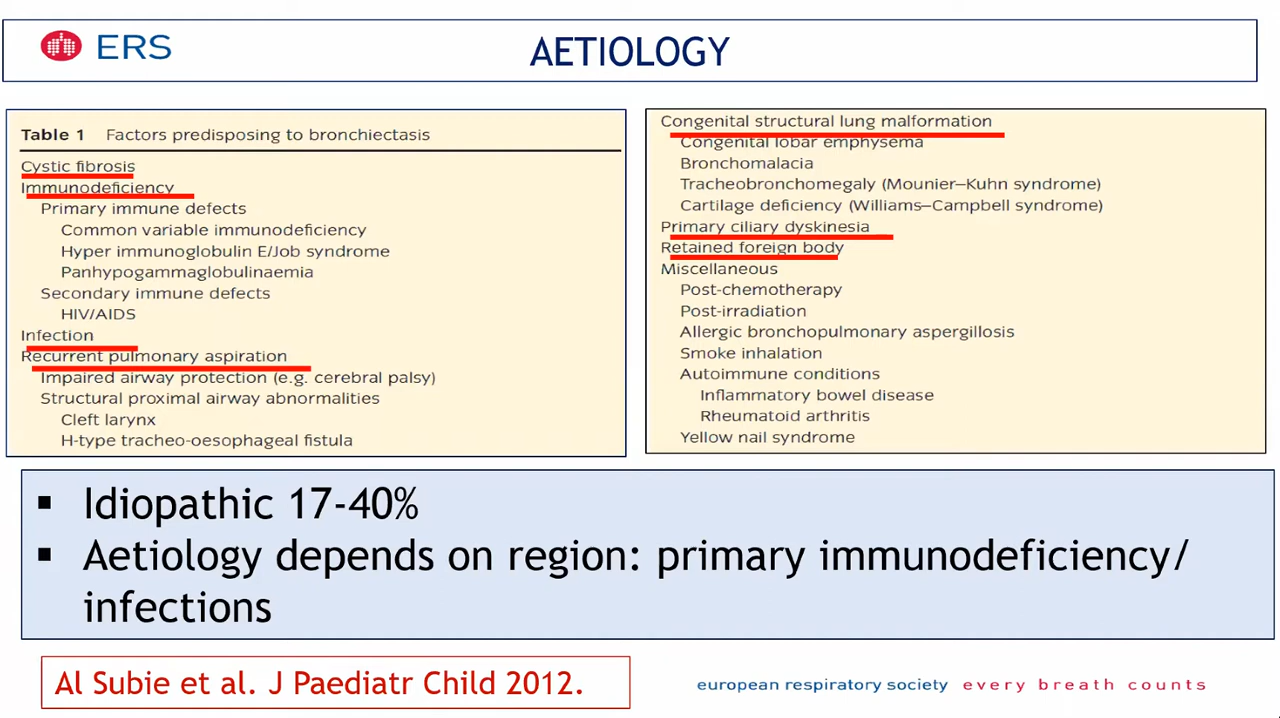 ERS
AETIOLOGY
Table 1 Factors predisposing to bronchiectasis
Cystic fibrosis
Immunodeficiency
Primary immune defects
Common variable immunodeficiency
Hyper immunoglobulin E/Job syndrome
Panhypogammaglobulinaemia
Secondary immune defects
HIV/AIDS
Infection
Recurrent pulmonary aspiration
Impaired airway protection (e.g. cerebral palsy)
Structural proximal airway abnormalities
Cleft larynx
H-type tracheo-oesophageal fistula
Congenital structural lung malformation
Congenital lobar emphysema
Bronchomalacia
Tracheobronchomegaly (Mounier–Kuhn syndrome)
Cartilage deficiency (Williams–Campbell syndrome)
Primary ciliary dyskinesia
Retained foreign body
Miscellaneous
Post-chemotherapy
Post-irradiation
Allergic bronchopulmonary aspergillosis
Smoke inhalation
Autoimmune conditions
Inflammatory bowel disease
Rheumatoid arthritis
Yellow nail syndrome
▪ Idiopathic 17-40%
▪ Aetiology depends on region: primary immunodeficiency/
infections
Al Subie et al. J Paediatr Child 2012.
european respiratory society every breath counts